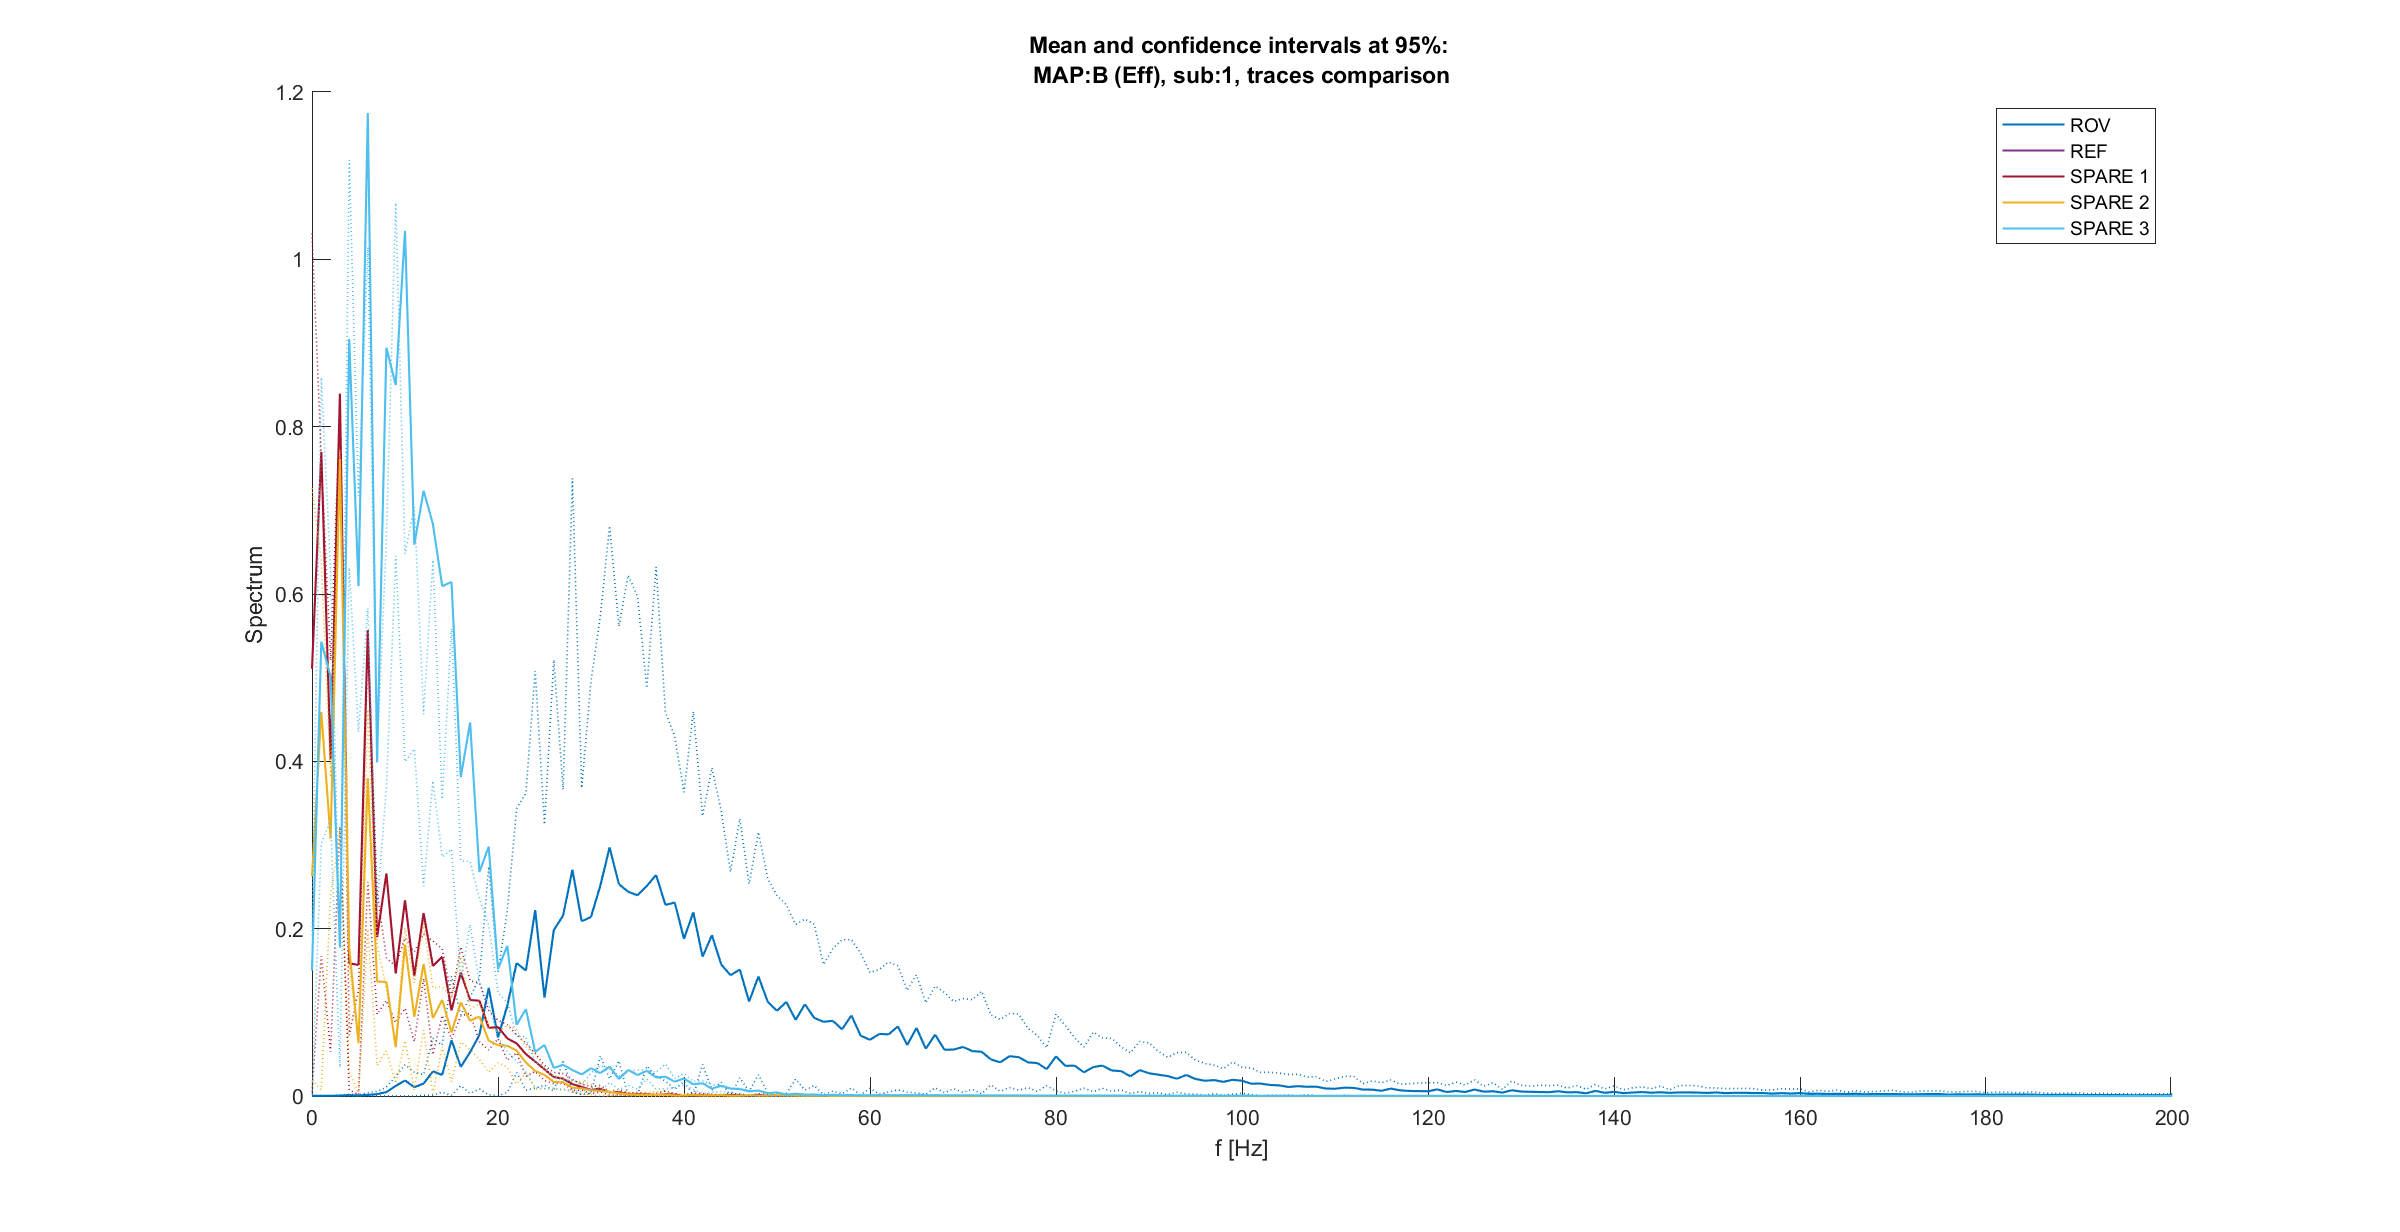 Mean and confidence intervals at 95%:
MAP:B (Eff), sub:1, traces comparison
ROV
REF
SPARE 1
SPARE 2
SPARE 3
Spectrum
1.2
1
0.8
0.6
0.4
0.2
0
0 20 40 60 80 100 120 140 160 180 200
f [Hz]